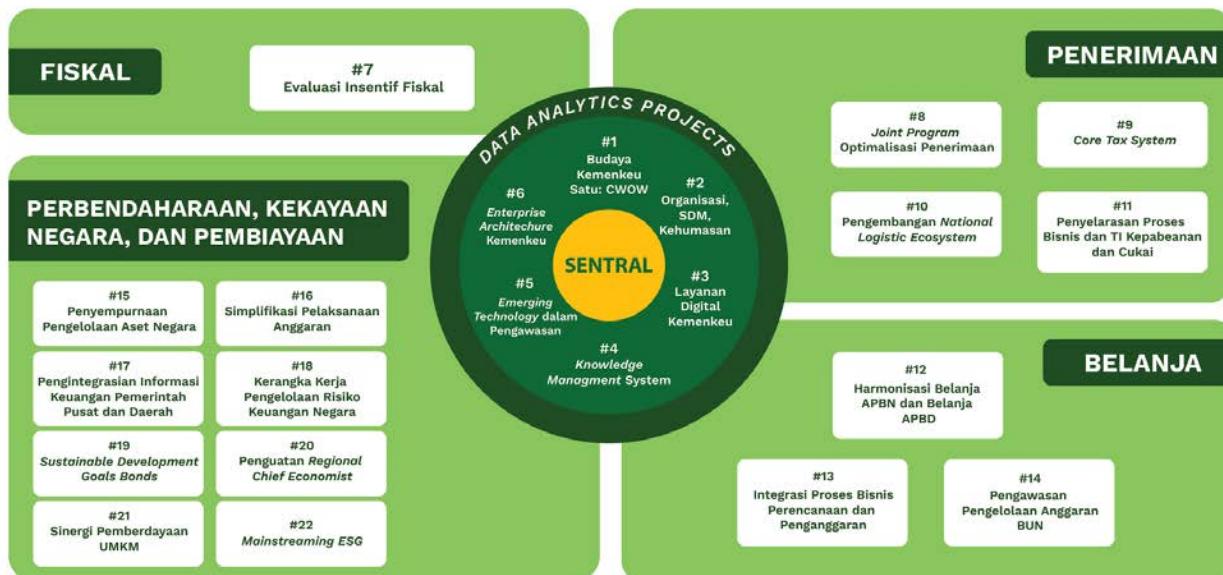 FISKAL
#7
Evaluasi Insentif Fiskal
PENERIMAAN
#8
Joint Program
Optimalisasi Penerimaan
#9
Core Tax System
#10
Pengembangan National
Logistic Ecosystem
#11
Penyelarasan Proses
Bisnis dan TI Kepabeanan
dan Cukai
DATA ANALYTICS PROJECTS
#1
Budaya
Kemenkeu
Satu: CWOW
#2
Organisasi,
SDM,
Kehumasan
#3
Layanan
Digital
Kemenkeu
#4
Knowledge
Managment System
#5
Emerging
Technology dalam
Pengawasan
#6
Enterprise
Architechure
Kemenkeu
SENTRAL
PERBENDAHARAAN, KEKAYAAN
NEGARA, DAN PEMBIAYAAN
#15
Penyempurnaan
Pengelolaan Aset Negara
#16
Simplifikasi Pelaksanaan
Anggaran
#17
Pengintegrasian Informasi
Keuangan Pemerintah
Pusat dan Daerah
#18
Kerangka Kerja
Pengelolaan Risiko
Keuangan Negara
#19
Sustainable Development
Goals Bonds
#20
Penguatan Regional
Chief Economist
#21
Sinergi Pemberdayaan
UMKM
#22
Mainstreaming ESG
BELANJA
#12
Harmonisasi Belanja
APBN dan Belanja
APBD
#13
Integrasi Proses Bisnis
Perencanaan dan
Penganggaran
#14
Pengawasan
Pengelolaan Anggaran
BUN